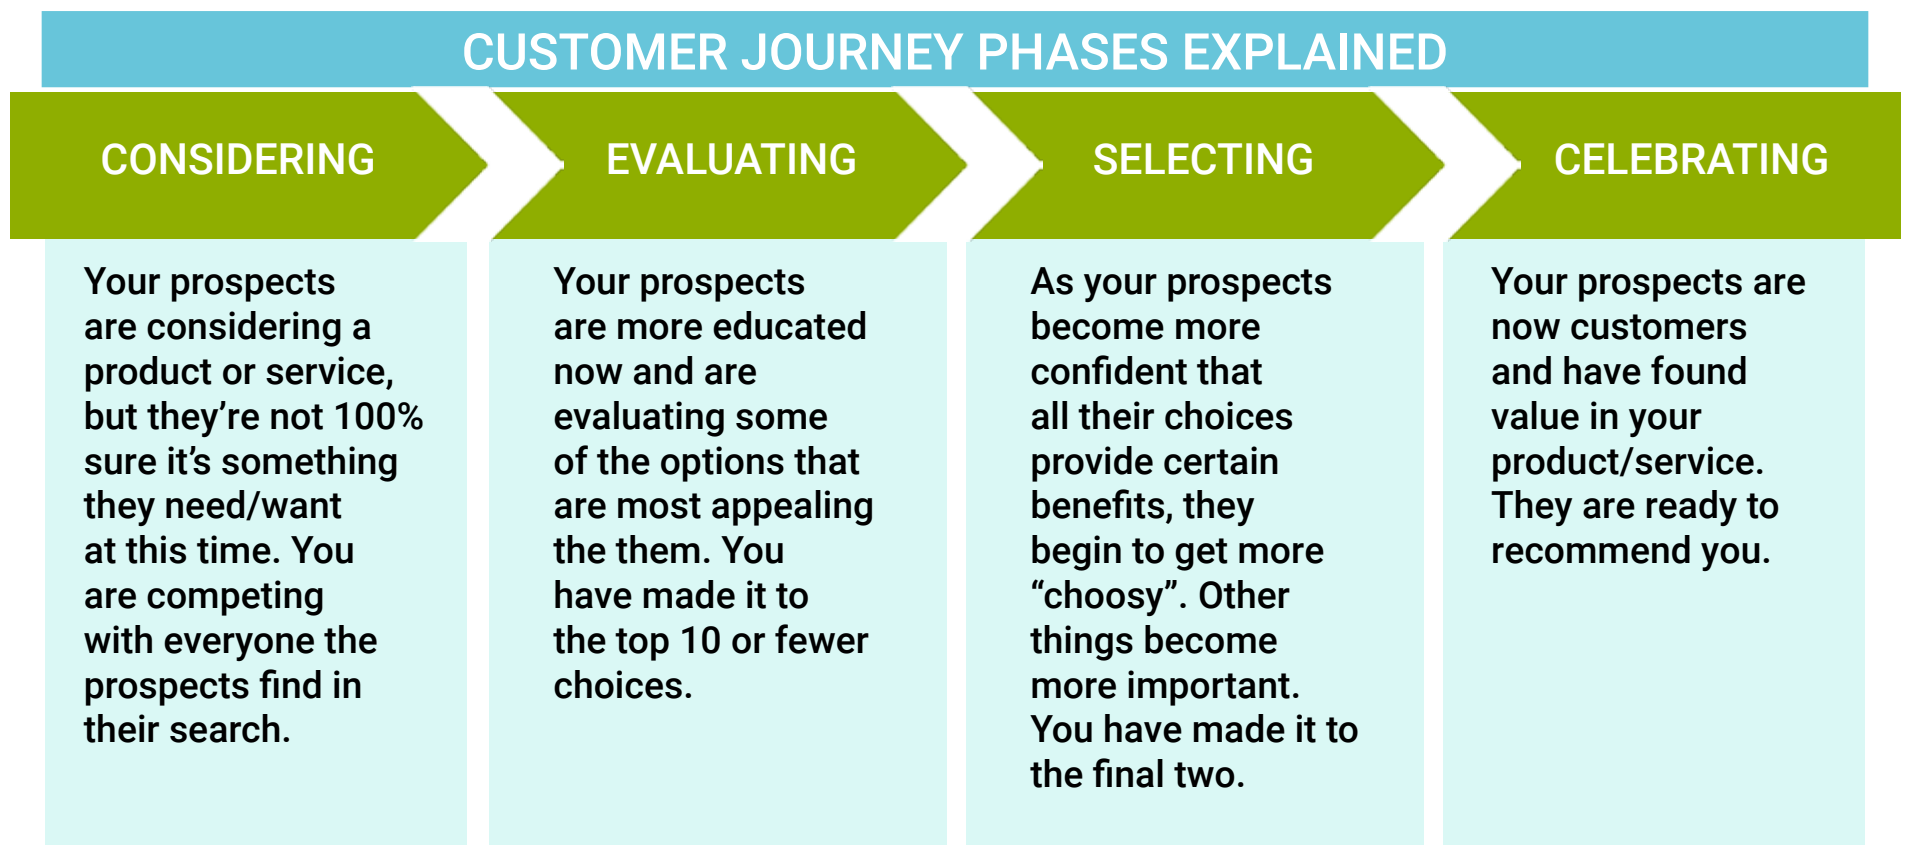 CUSTOMER JOURNEY PHASES EXPLAINED
CONSIDERING
Your prospects
are considering a
product or service,
but they’re not 100%
sure it’s something
they need/want
at this time. You
are competing
with everyone the
prospects find in
their search.
EVALUATING
Your prospects
are more educated
now and are
evaluating some
of the options that
are most appealing
the them. You
have made it to
the top 10 or fewer
choices.
SELECTING
As your prospects
become more
confident that
all their choices
provide certain
benefits, they
begin to get more
“choosy”. Other
things become
more important.
You have made it to
the final two.
CELEBRATING
Your prospects are
now customers
and have found
value in your
product/service.
They are ready to
recommend you.